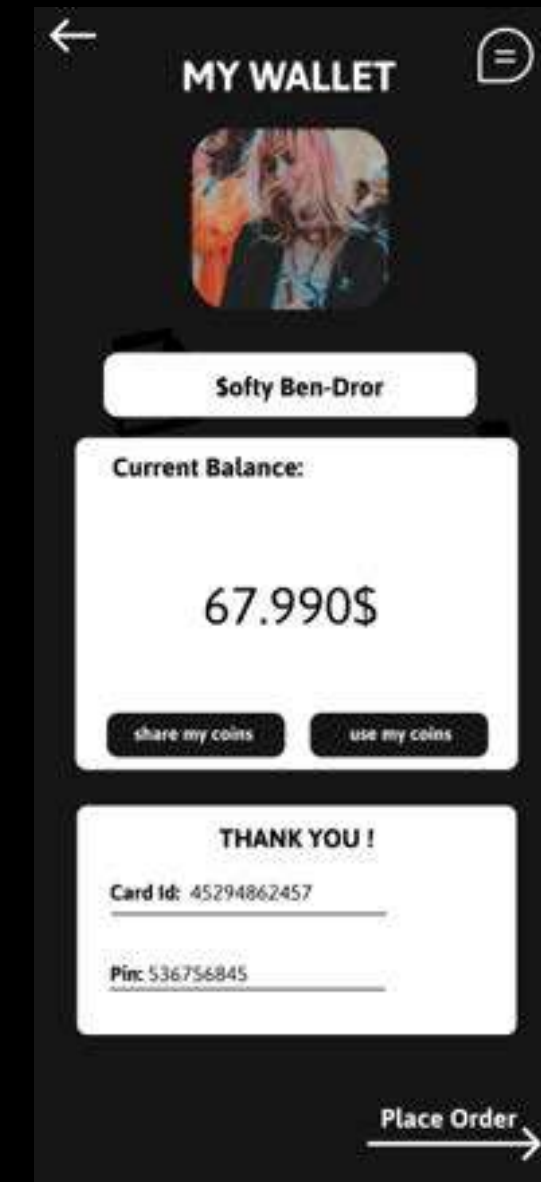 MY WALLET
$ofty Ben-Dror
Current Balance:
67.990$
share my coins use my coins
THANK YOU !
Card Id: 45294862457
Pin: 536756845
Place Order